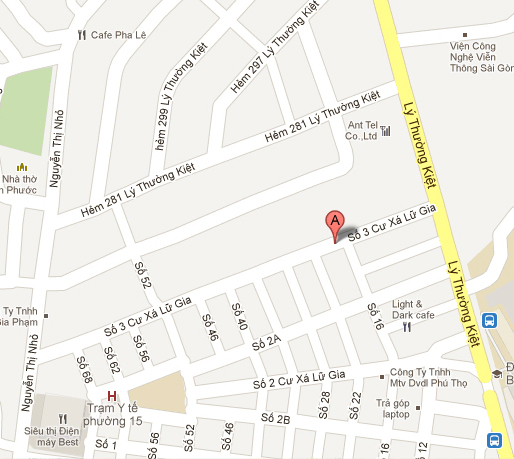 Cafe Pha Lê
Viện Công
Nghệ Viễn
Thông Sài Gòn
Hẻm 297 Lý Thường Kiệt
hẻm 299 Lý Thường Kiệt
Nguyễn Thị Nhỏ
Lý Thường Kiệt
Ant Tel
Co.,Ltd
Hẻm 281 Lý Thường Kiệt
Nhà thờ
n Phước
Hẻm 281 Lý Thường Kiệt
A
Số 3 Cư Xá Lữ Gia
Số 52
Lý Thường Kiệt
Ty Tnhh
Gia Phạm
Số 3 Cư Xá Lữ Gia
Số 46
Số 40
Số 16
Light &
Dark cafe
Số 2A
Số 56
Số 62
Số 68
Nguyễn Thị Nhỏ
Số 2 Cư Xá Lữ Gia
Công Ty Tnhh
Mtv Dvdl Phú Thọ
H
Trạm Y tế
phường 15
Trả góp
laptop
Số 28
Số 22
Số 2B
Siêu thị Điện
máy Best
Số 1
Số 56
Số 52
Số 46